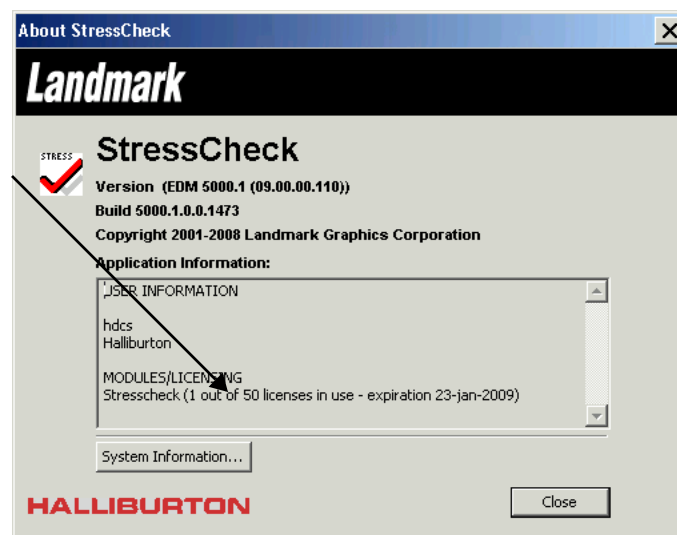 About StressCheck
Landmark
STRESS
StressCheck
Version (EDM 5000.1 (09.00.00.110))
Build 5000.1.0.0.1473
Copyright 2001-2008 Landmark Graphics Corporation
Application Information:
USER INFORMATION
hdcs
Halliburton
MODULES/LICENSING
Stresscheck (1 out of 50 licenses in use - expiration 23-jan-2009)
System Information...
HALLIBURTON
Close